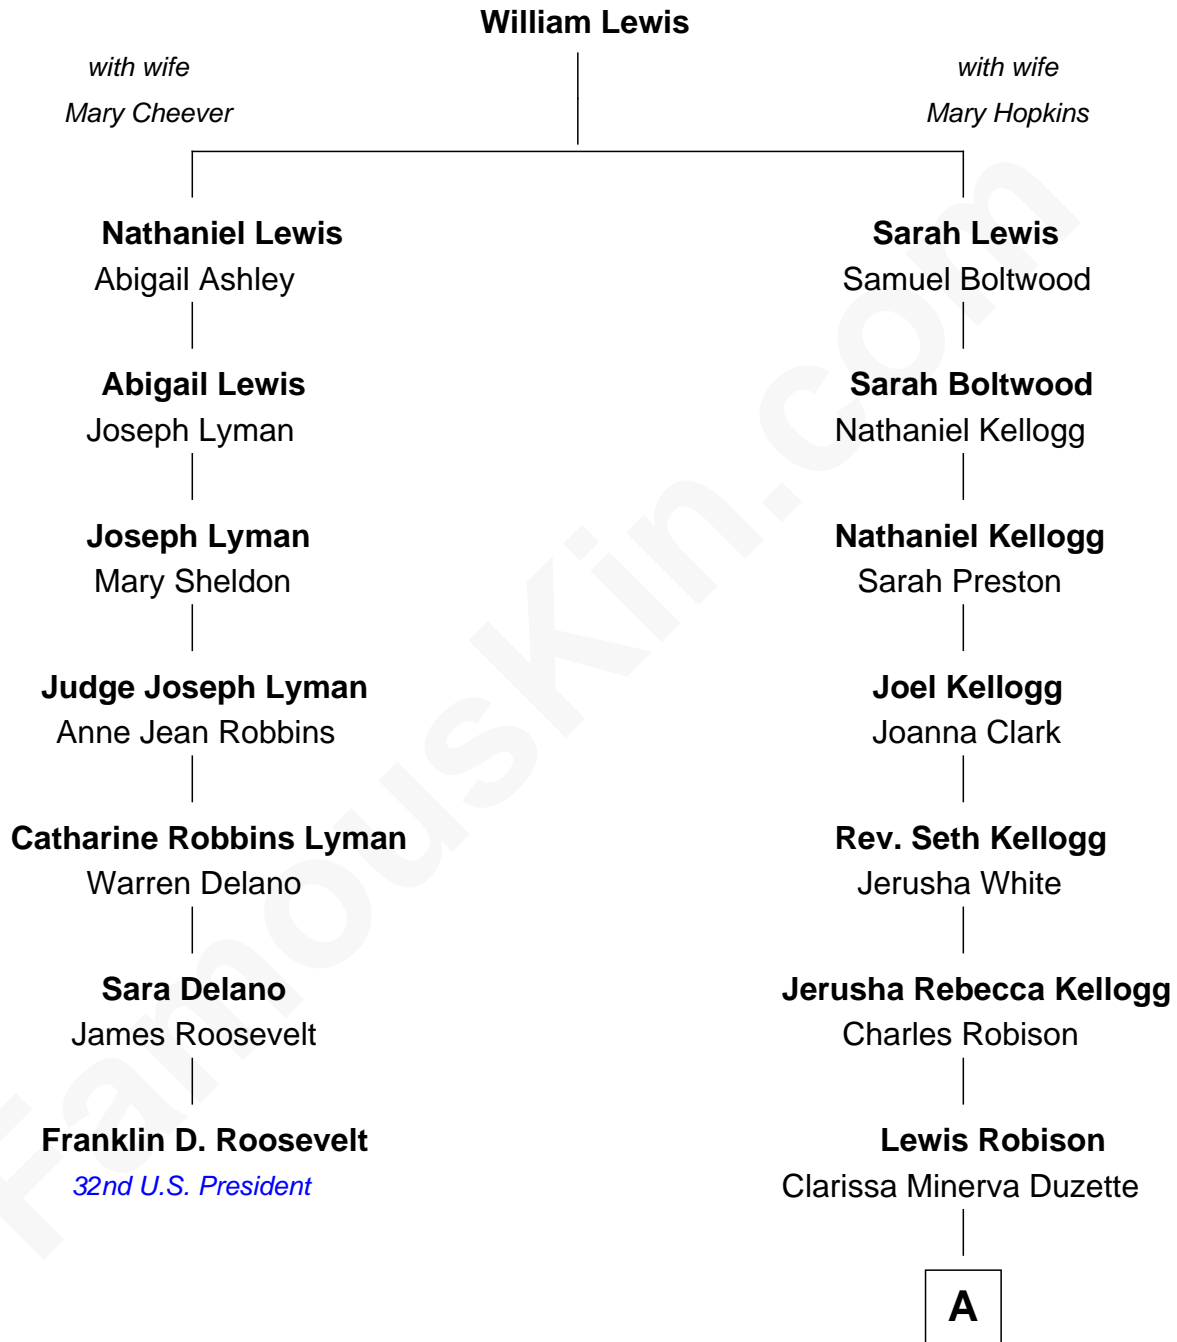 William Lewis
with wife
Mary Cheever
with wife
Mary Hopkins
Nathaniel Lewis
Abigail Ashley
Sarah Lewis
Samuel Boltwood
Abigail Lewis
Joseph Lyman
Sarah Boltwood
Nathaniel Kellogg
Joseph Lyman
Mary Sheldon
Nathaniel Kellogg
Sarah Preston
Judge Joseph Lyman
Anne Jean Robbins
Joel Kellogg
Joanna Clark
Catharine Robbins Lyman
Warren Delano
Rev. Seth Kellogg
Jerusha White
Sara Delano
James Roosevelt
Jerusha Rebecca Kellogg
Charles Robison
Franklin D. Roosevelt
32nd U.S. President
Lewis Robison
Clarissa Minerva Duzette
A
FamousKin.com